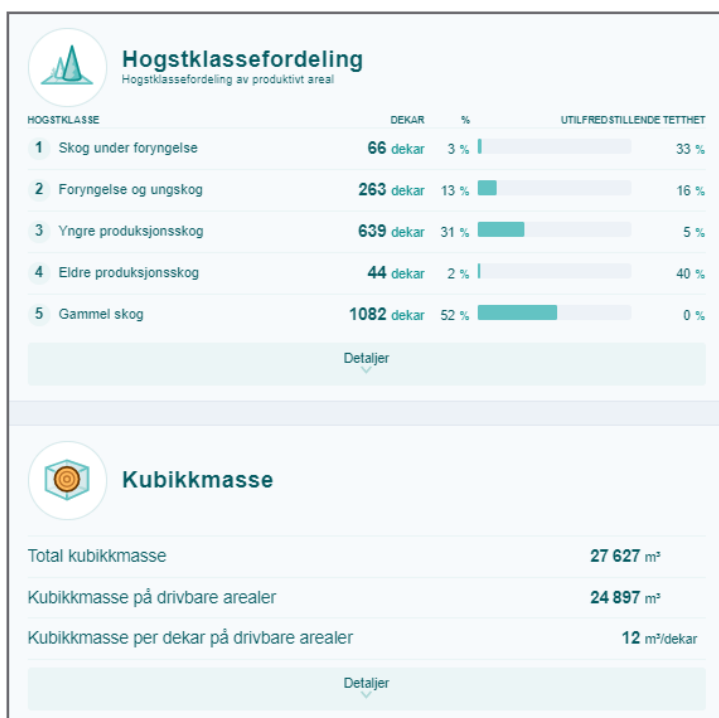 Hogstklassefordeling
Hogstklassefordeling av produktivt areal
HOGSTKLASSE DEKAR % UTILFREDSTILLENDE TETTHET
1 Skog under foryngelse 66 dekar 3 % 33 %
2 Foryngelse og ungskog 263 dekar 13 % 16 %
3 Yngre produksjonsskog 639 dekar 31 % 5 %
4 Eldre produksjonsskog 44 dekar 2 % 40 %
5 Gammel skog 1082 dekar 52 % 0 %
Detaljer
Kubikkmasse
Total kubikkmasse 27 627 m³
Kubikkmasse på drivbare arealer 24 897 m³
Kubikkmasse per dekar på drivbare arealer 12 m³/dekar
Detaljer